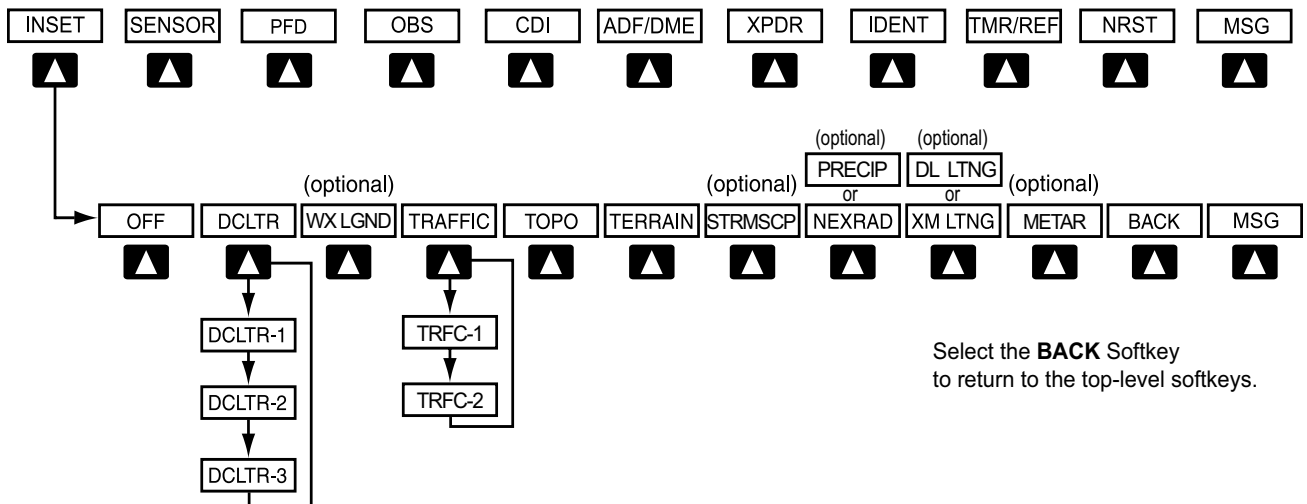 INSET SENSOR PFD OBS CDI ADF/DME XPDR IDENT TMR/REF NRST MSG
(optional) (optional)
PRECIP DL LTNG
(optional) (optional) or or (optional)
OFF DCLTR WX LGND TRAFFIC TOPO TERRAIN STRMSCP NEXRAD XM LTNG METAR BACK MSG
DCLTR-1 TRFC-1
DCLTR-2 TRFC-2
DCLTR-3
Select the BACK Softkey
to return to the top-level softkeys.